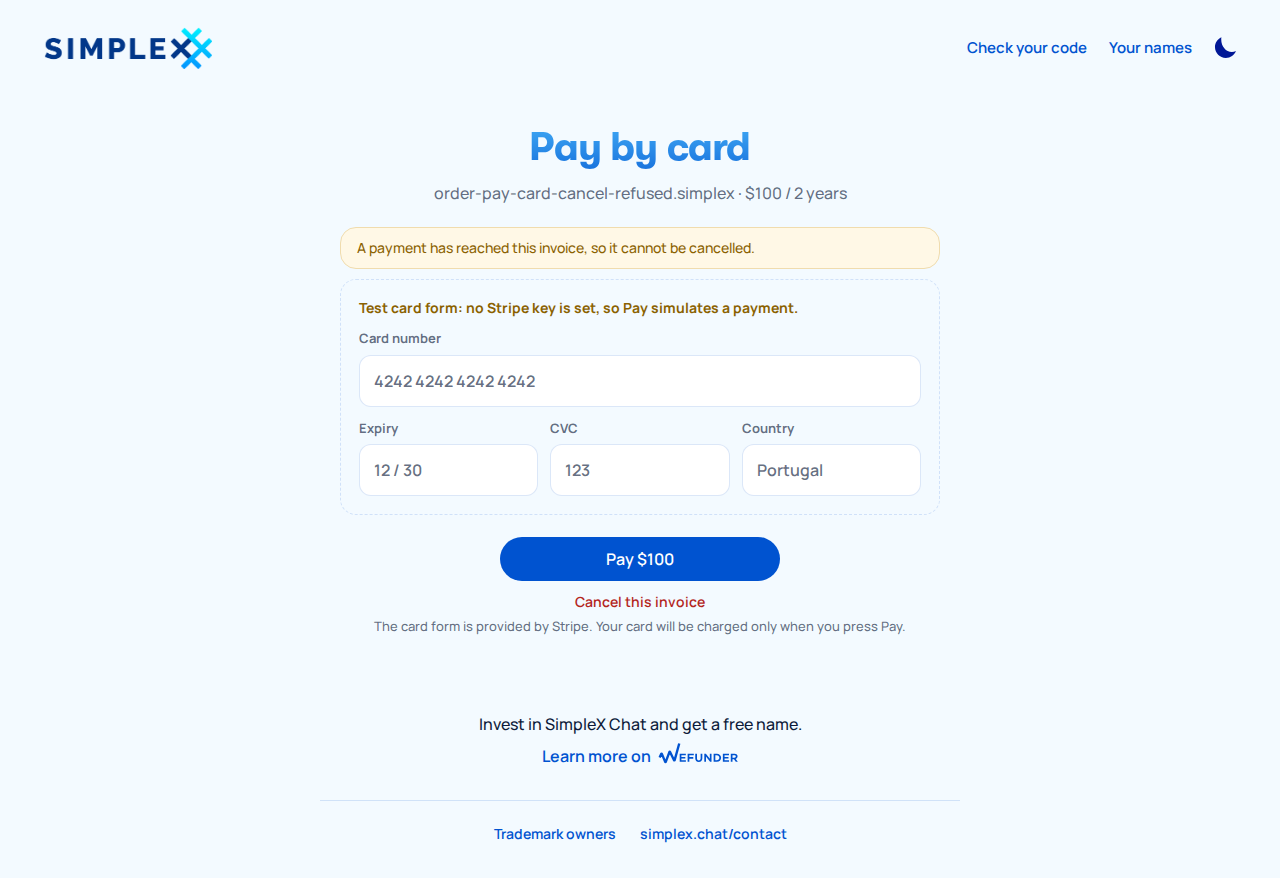 SIMPLEX
Check your code
Your names
Pay by card
order-pay-card-cancel-refused.simplex · $100 / 2 years
A payment has reached this invoice, so it cannot be cancelled.
Test card form: no Stripe key is set, so Pay simulates a payment.
Card number
4242 4242 4242 4242
Expiry
CVC
Country
12 / 30
123
Portugal
Pay $100
Cancel this invoice
The card form is provided by Stripe. Your card will be charged only when you press Pay.
Invest in SimpleX Chat and get a free name.
Learn more on WEFUNDER
Trademark owners
simplex.chat/contact